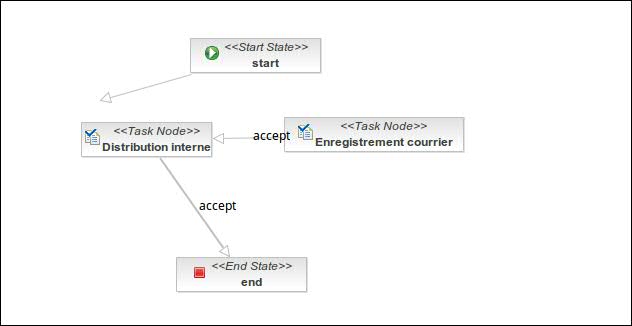 <<Start State>>
start
<<Task Node>>
Distribution interne
accept
<<Task Node>>
Enregistrement courrier
accept
<<End State>>
end